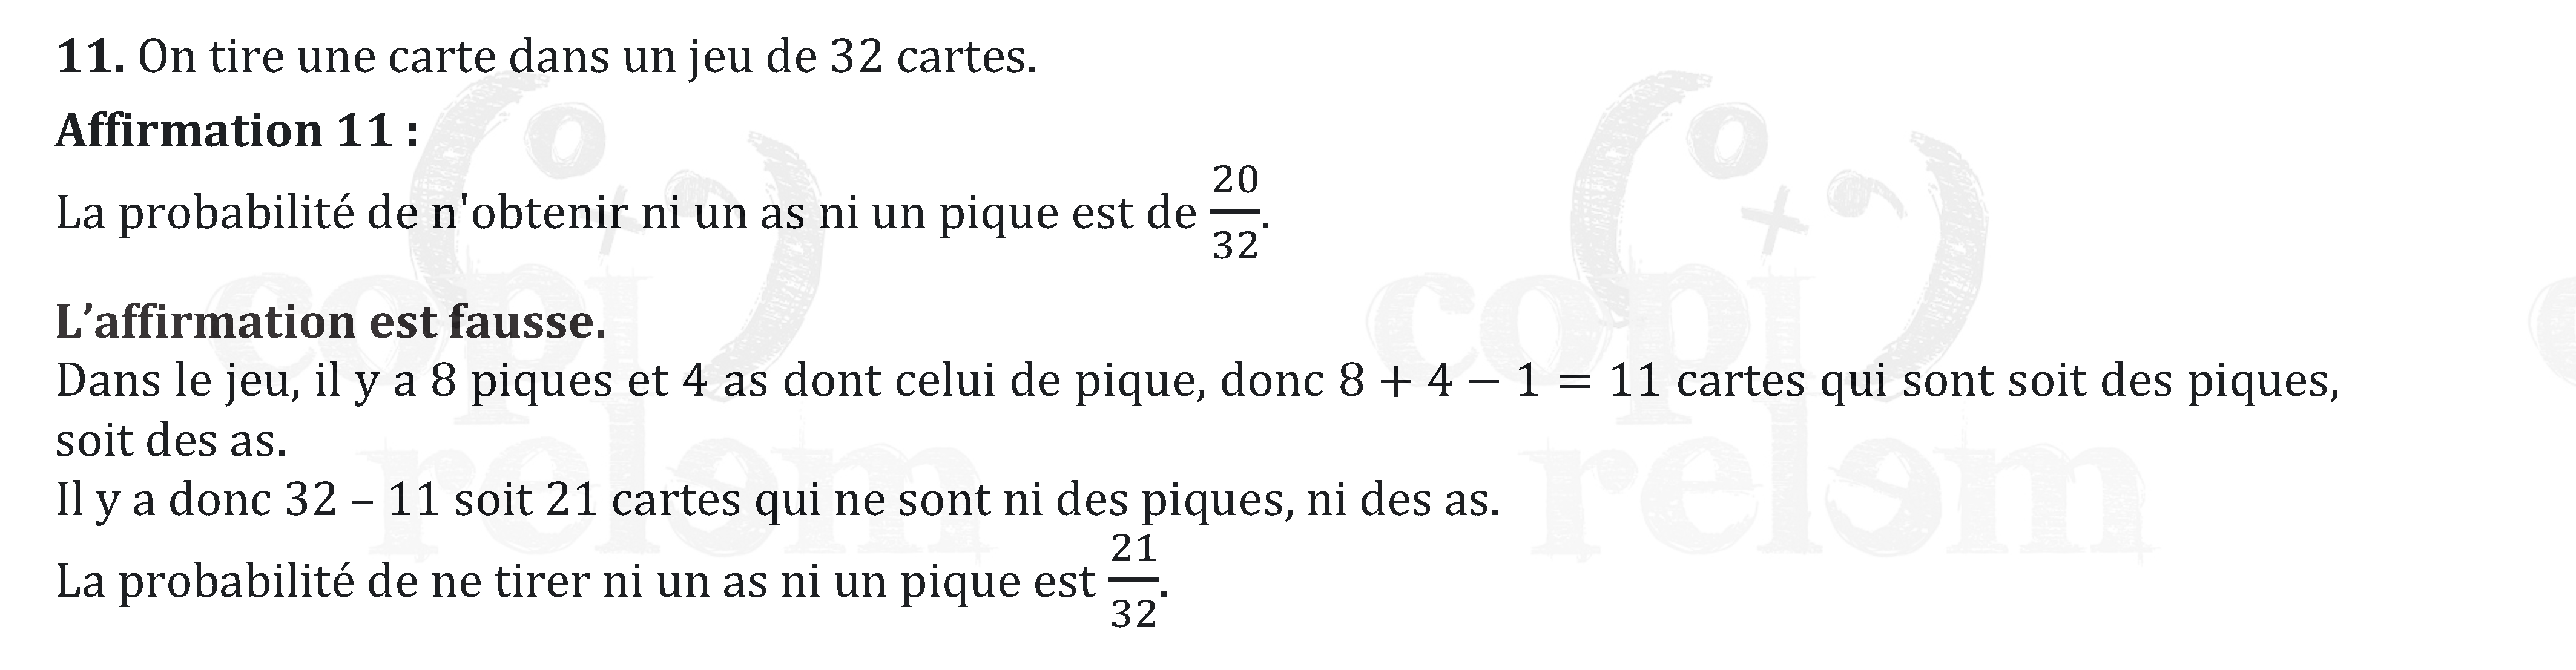 11. On tire une carte dans un jeu de 32 cartes.
Affirmation 11 :
La probabilité de n'obtenir ni un as ni un pique est de 20/32.
L’affirmation est fausse.
Dans le jeu, il y a 8 piques et 4 as dont celui de pique, donc 8 + 4 − 1 = 11 cartes qui sont soit des piques,
soit des as.
Il y a donc 32 – 11 soit 21 cartes qui ne sont ni des piques, ni des as.
La probabilité de ne tirer ni un as ni un pique est 21/32.
copi
relem
copi
relem